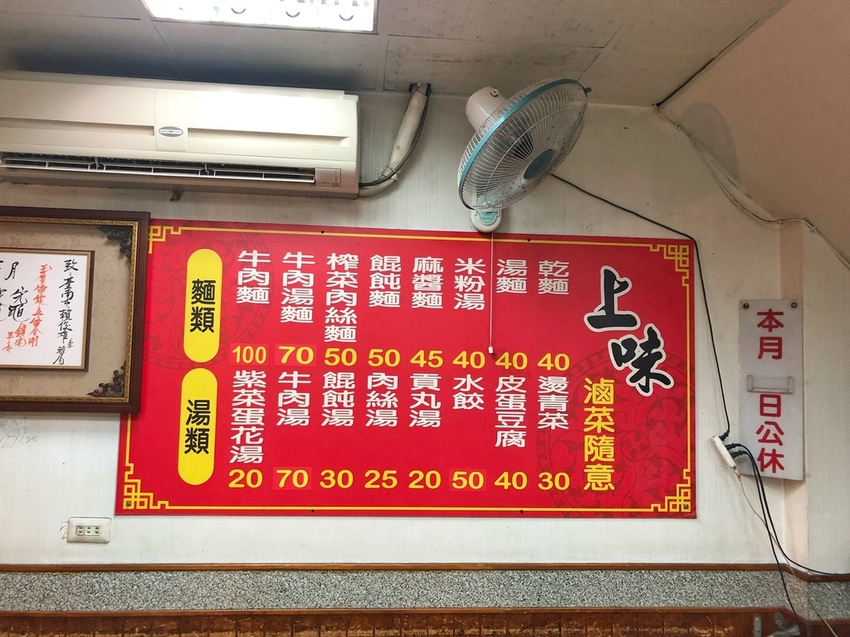 上味
滷菜隨意
麵類
牛肉麵 100
牛肉湯麵 70
榨菜肉絲麵 50
餛飩麵 50
麻醬麵 45
米粉湯 40
湯麵 40
乾麵 40
湯類
紫菜蛋花湯 20
牛肉湯 70
餛飩湯 30
肉絲湯 25
貢丸湯 20
水餃 50
皮蛋豆腐 40
燙青菜 30
本月 日公休